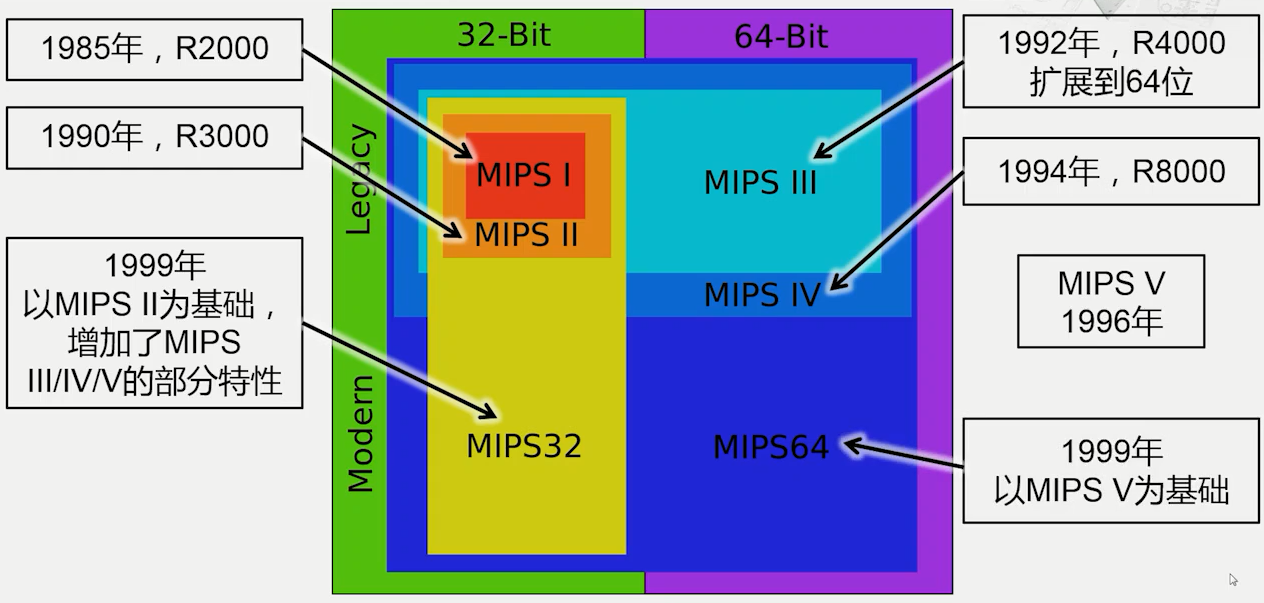 1985年，R2000
1990年，R3000
1999年
以MIPS II为基础，
增加了MIPS
III/IV/V的部分特性
32-Bit
64-Bit
Legacy
Modern
MIPS I
MIPS II
MIPS III
MIPS IV
MIPS32
MIPS64
1992年，R4000
扩展到64位
1994年，R8000
MIPS V
1996年
1999年
以MIPS V为基础